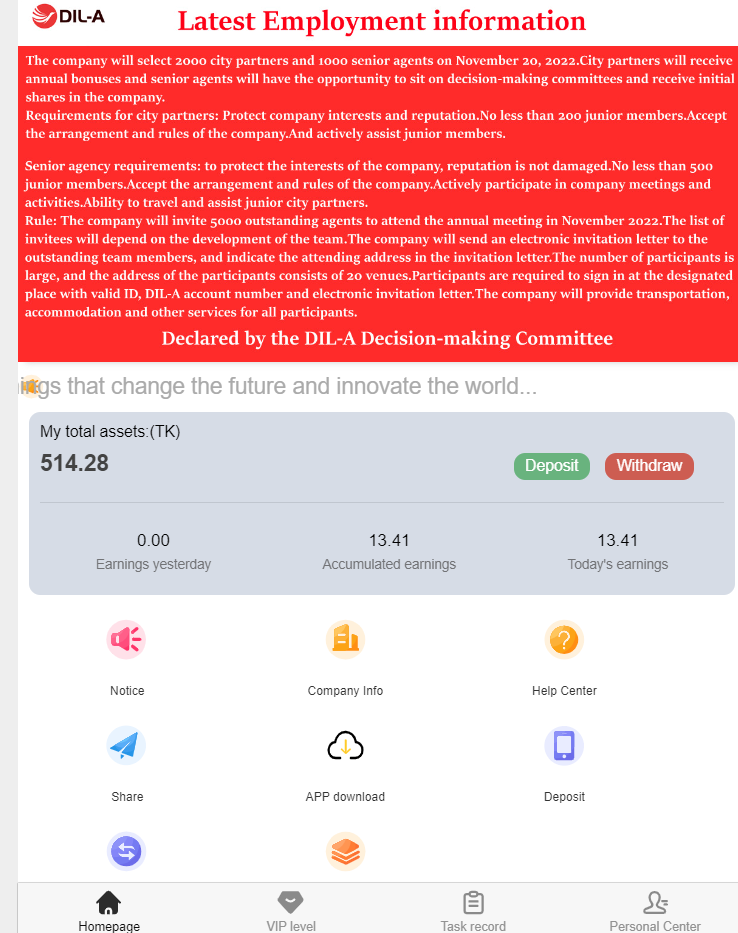 DIL-A
Latest Employment information
The company will select 2000 city partners and 1000 senior agents on November 20, 2022.City partners will receive
annual bonuses and senior agents will have the opportunity to sit on decision-making committees and receive initial
shares in the company.
Requirements for city partners: Protect company interests and reputation.No less than 200 junior members.Accept
the arrangement and rules of the company.And actively assist junior members.
Senior agency requirements: to protect the interests of the company, reputation is not damaged.No less than 500
junior members.Accept the arrangement and rules of the company.Actively participate in company meetings and
activities.Ability to travel and assist junior city partners.
Rule: The company will invite 5000 outstanding agents to attend the annual meeting in November 2022.The list of
invitees will depend on the development of the team.The company will send an electronic invitation letter to the
outstanding team members, and indicate the attending address in the invitation letter.The number of participants is
large, and the address of the participants consists of 20 venues.Participants are required to sign in at the designated
place with valid ID, DIL-A account number and electronic invitation letter.The company will provide transportation,
accommodation and other services for all participants.
Declared by the DIL-A Decision-making Committee
that change the future and innovate the world...
My total assets:(TK)
514.28
Deposit
Withdraw
0.00
13.41
13.41
Earnings yesterday
Accumulated earnings
Today's earnings
Notice
Company Info
Help Center
Share
APP download
Deposit
Homepage
VIP level
Task record
Personal Center